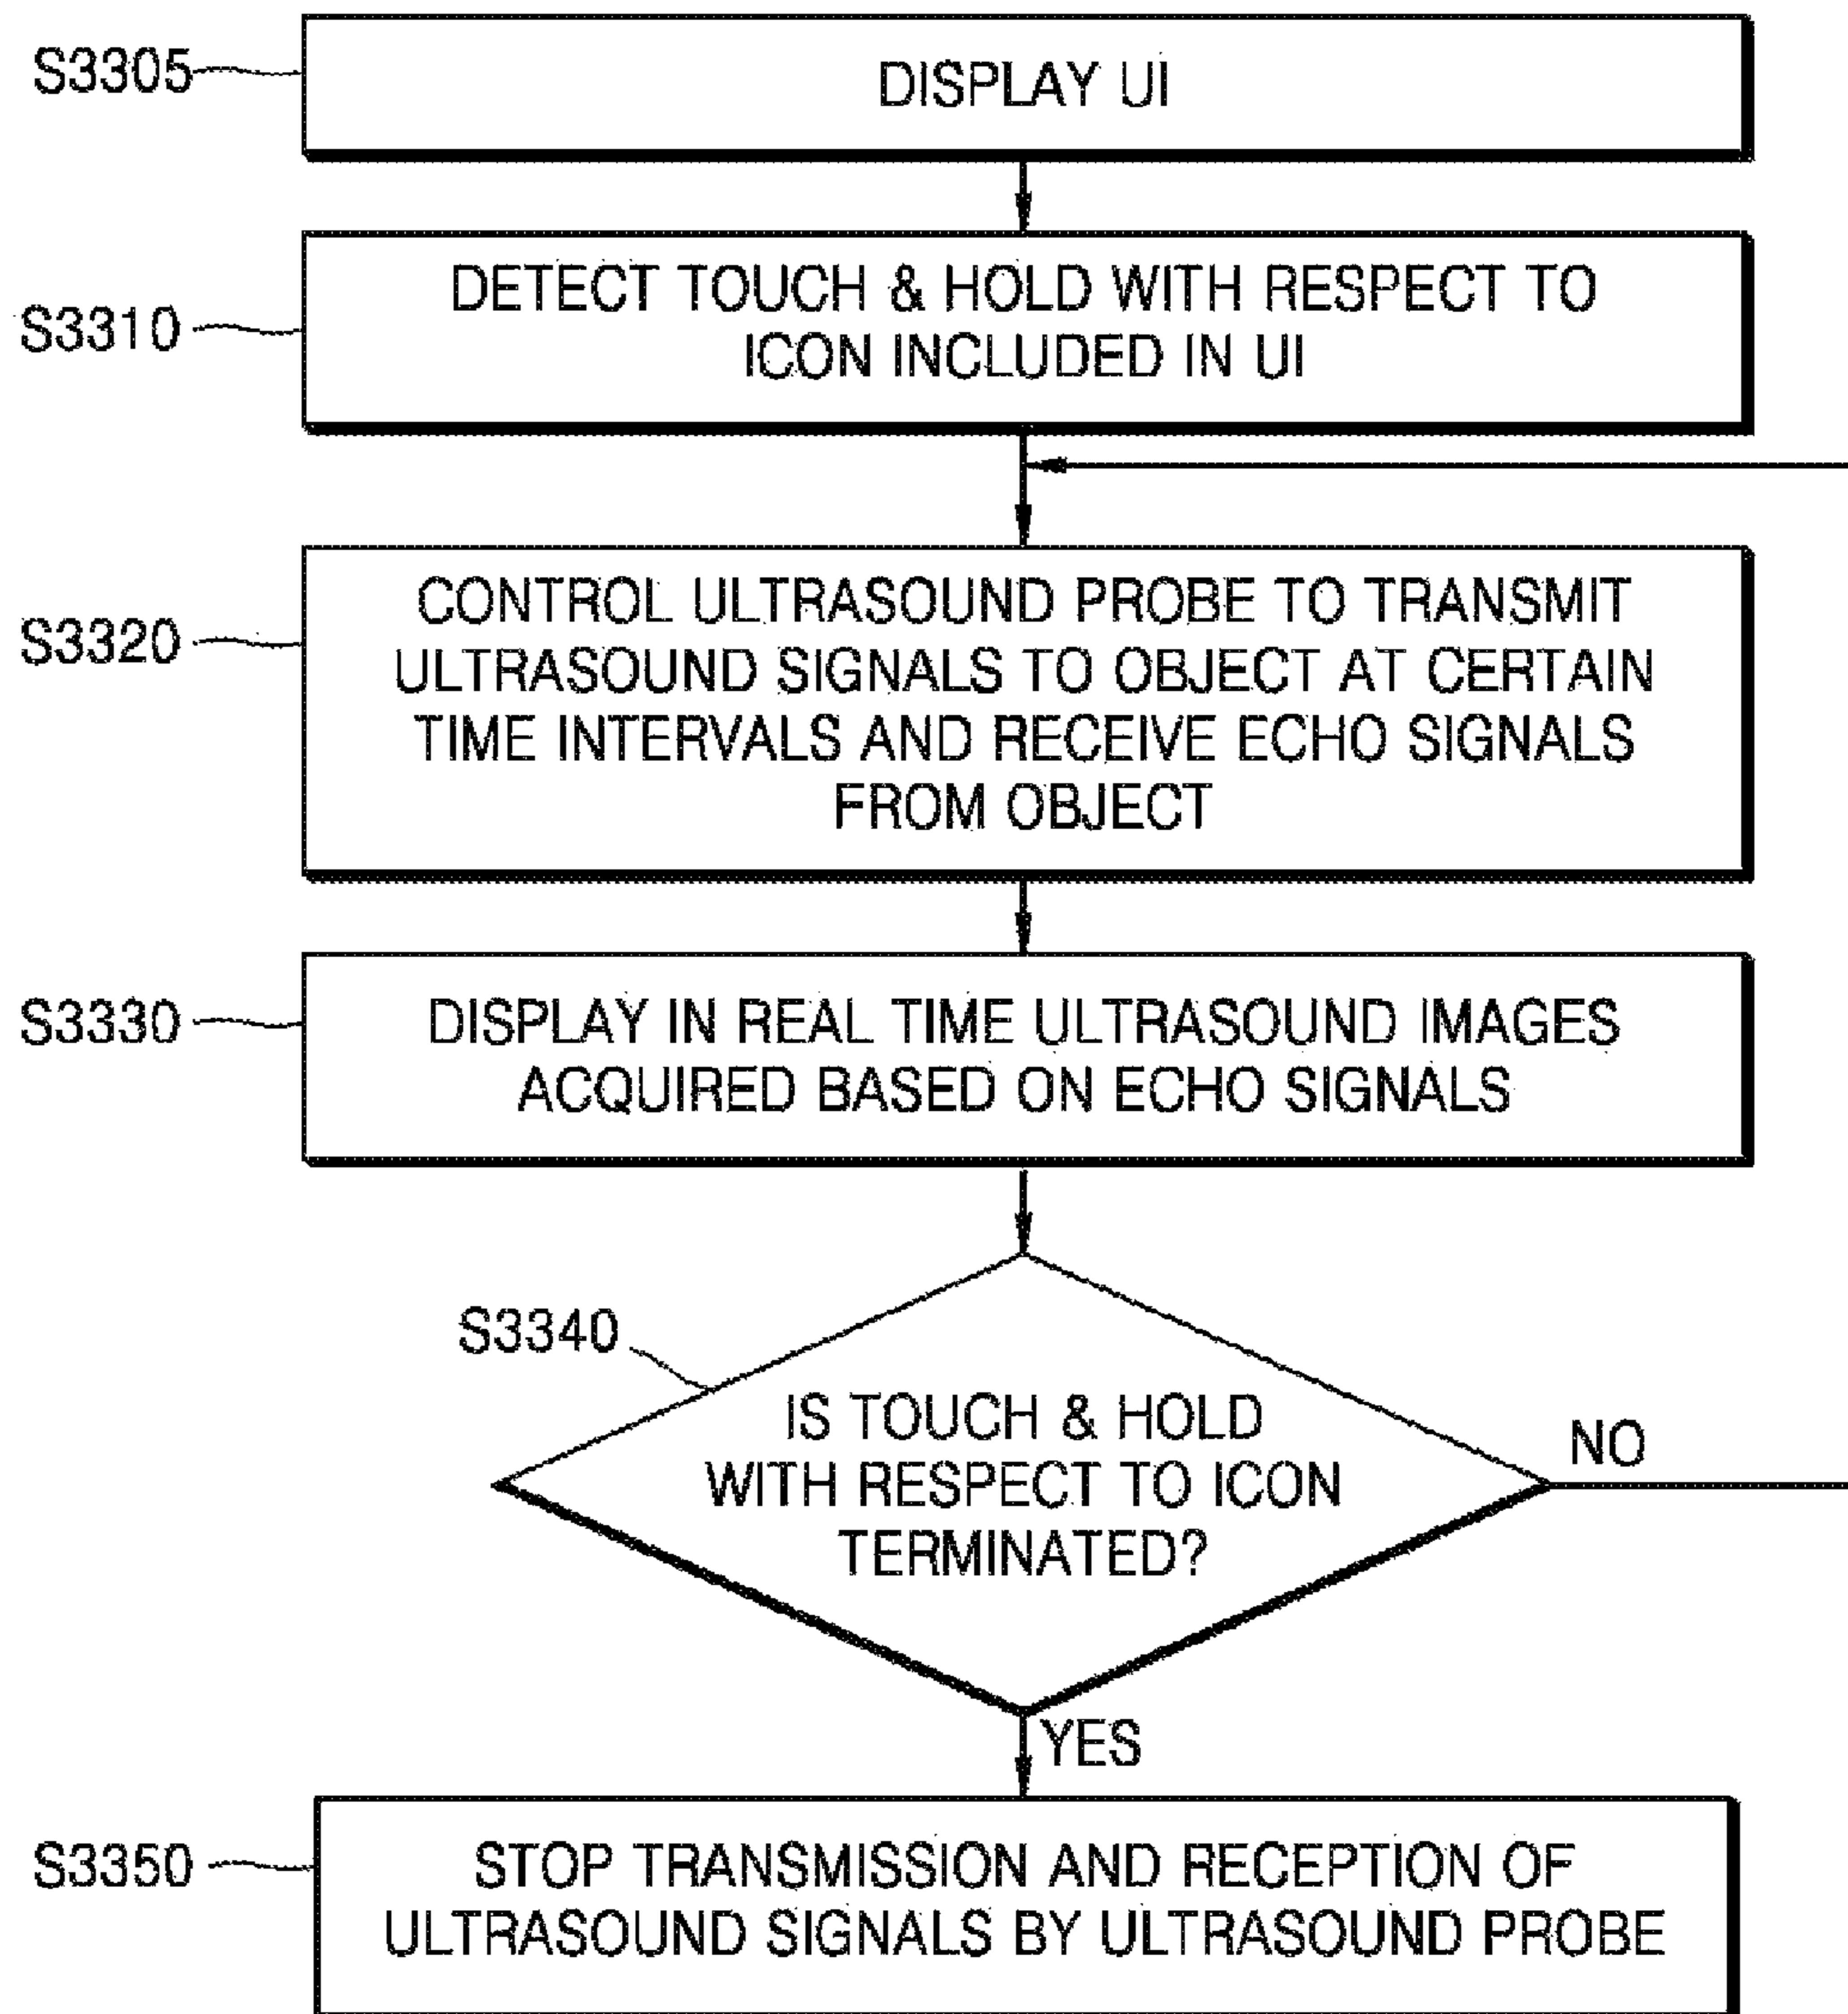 S3305
DISPLAY UI
S3310
DETECT TOUCH & HOLD WITH RESPECT TO
ICON INCLUDED IN UI
S3320
CONTROL ULTRASOUND PROBE TO TRANSMIT
ULTRASOUND SIGNALS TO OBJECT AT CERTAIN
TIME INTERVALS AND RECEIVE ECHO SIGNALS
FROM OBJECT
S3330
DISPLAY IN REAL TIME ULTRASOUND IMAGES
ACQUIRED BASED ON ECHO SIGNALS
S3340
IS TOUCH & HOLD
WITH RESPECT TO ICON
TERMINATED?
NO
YES
S3350
STOP TRANSMISSION AND RECEPTION OF
ULTRASOUND SIGNALS BY ULTRASOUND PROBE